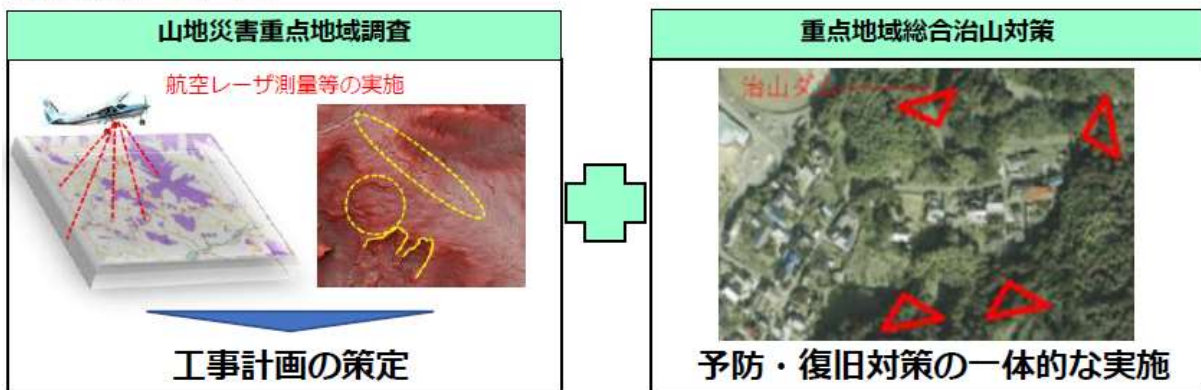 山地災害重点地域調査
航空レーザ測量等の実施
工事計画の策定
重点地域総合治山対策
治山ダム
予防・復旧対策の一体的な実施